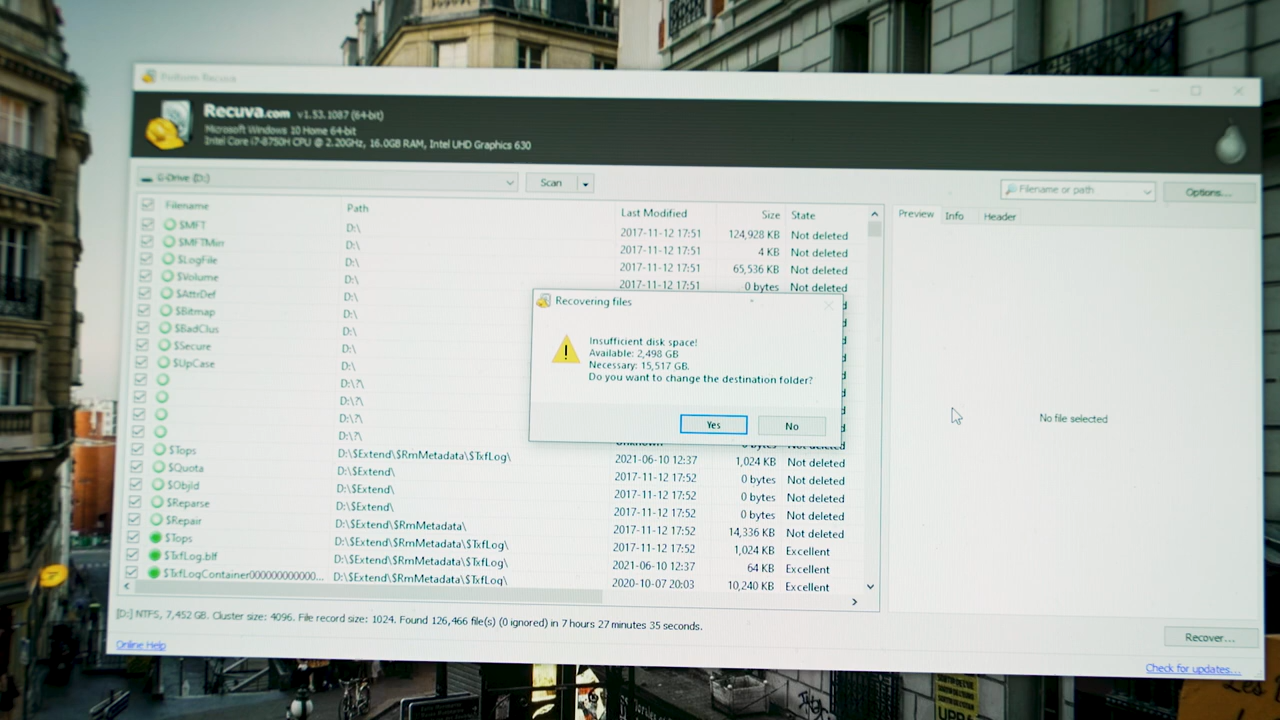 Piriform Recuva
Recuva.com v1.53.1087 (64-bit)
Microsoft Windows 10 Home 64-bit
Intel Core i7-8750H CPU @ 2.20GHz, 16.0GB RAM, Intel UHD Graphics 630
G-Drive (D:) Scan Filename or path Options...
Filename Path Last Modified Size State Preview Info Header
$MFT D:\ 2017-11-12 17:51 124,928 KB Not deleted
$MFTMirr D:\ 2017-11-12 17:51 4 KB Not deleted
$LogFile D:\ 2017-11-12 17:51 65,536 KB Not deleted
$Volume D:\ 2017-11-12 17:51 0 bytes Not deleted
$AttrDef D:\
$Bitmap D:\
$BadClus D:\
$Secure D:\
$UpCase D:\
D:\?\
D:\?\
D:\?\
D:\?\
Recovering files
Insufficient disk space!
Available: 2,498 GB
Necessary: 15,517 GB.
Do you want to change the destination folder?
Yes No
No file selected
$Tops D:\$Extend\$RmMetadata\$TxfLog\ 2021-06-10 12:37 1,024 KB Not deleted
$Quota D:\$Extend\ 2017-11-12 17:52 0 bytes Not deleted
$ObjId D:\$Extend\ 2017-11-12 17:52 0 bytes Not deleted
$Reparse D:\$Extend\ 2017-11-12 17:52 0 bytes Not deleted
$Repair D:\$Extend\$RmMetadata\ 2017-11-12 17:52 14,336 KB Not deleted
$Tops D:\$Extend\$RmMetadata\$TxfLog\ 2017-11-12 17:52 1,024 KB Excellent
$TxfLog.blf D:\$Extend\$RmMetadata\$TxfLog\ 2021-06-10 12:37 64 KB Excellent
$TxfLogContainer000000000000... D:\$Extend\$RmMetadata\$TxfLog\ 2020-10-07 20:03 10,240 KB Excellent
[D:] NTFS, 7,452 GB. Cluster size: 4096. File record size: 1024. Found 126,466 file(s) (0 ignored) in 7 hours 27 minutes 35 seconds.
Recover...
Online Help
Check for updates...